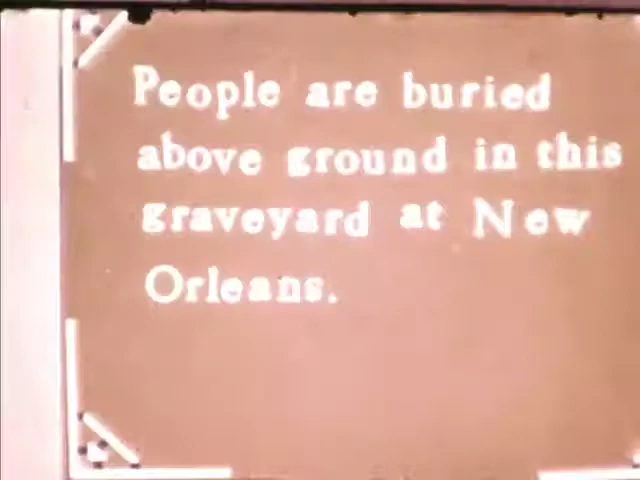 People are buried
above ground in this
graveyard at New
Orleans.